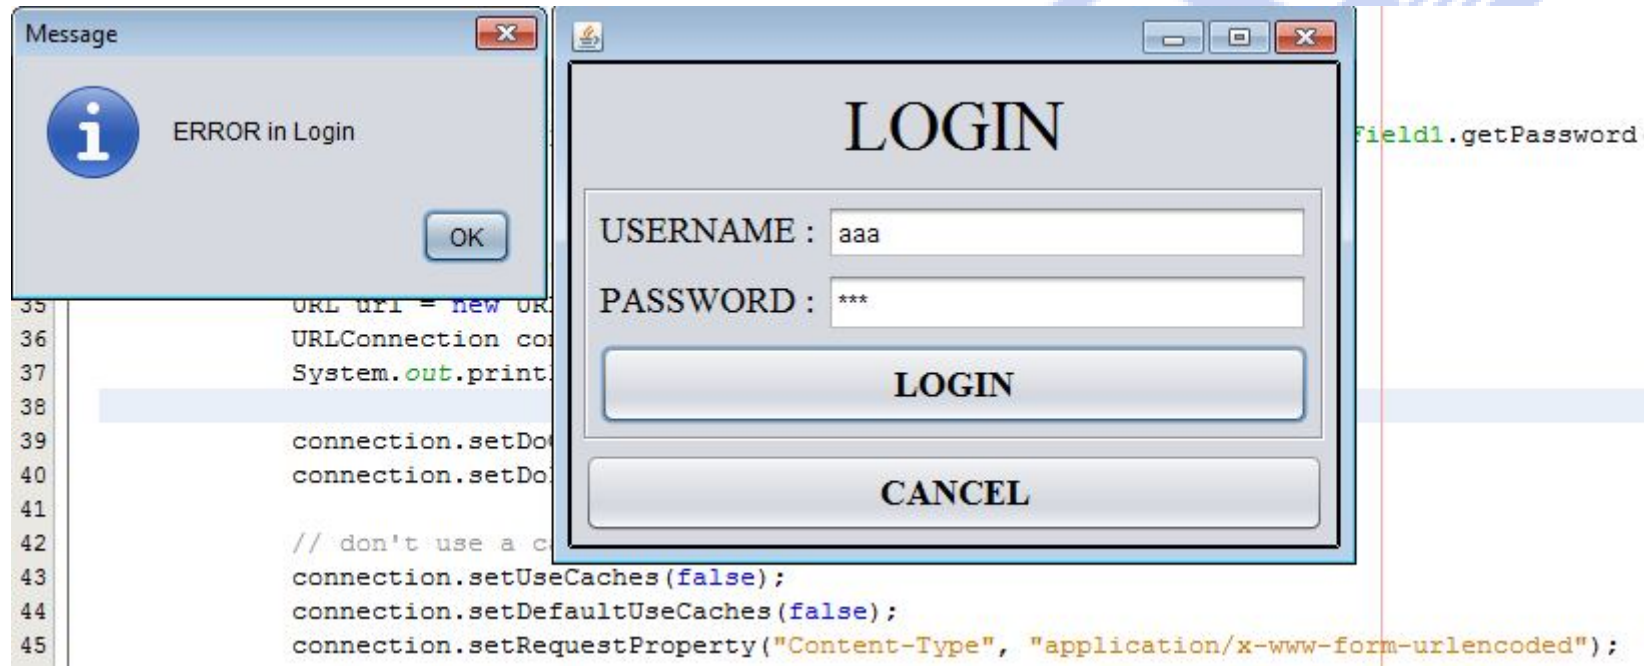 Message
ERROR in Login
OK
LOGIN
USERNAME : aaa
PASSWORD : ***
LOGIN
CANCEL
Field1.getPassword
35 URL url = new UR
36 URLConnection con
37 System.out.print
38
39 connection.setDo
40 connection.setDo
41
42 // don't use a c
43 connection.setUseCaches(false);
44 connection.setDefaultUseCaches(false);
45 connection.setRequestProperty("Content-Type", "application/x-www-form-urlencoded");